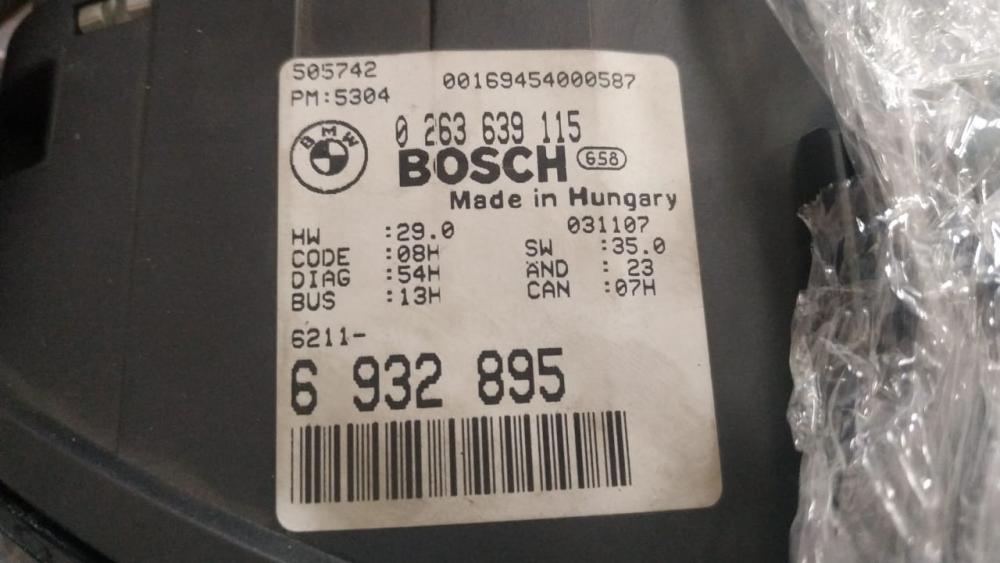 505742 00169454000587
PM:5304
BMW
0 263 639 115
BOSCH 658
Made in Hungary
031107
HW :29.0 SW :35.0
CODE :08H AND : 23
DIAG :54H CAN :07H
BUS :13H
6211-
6 932 895